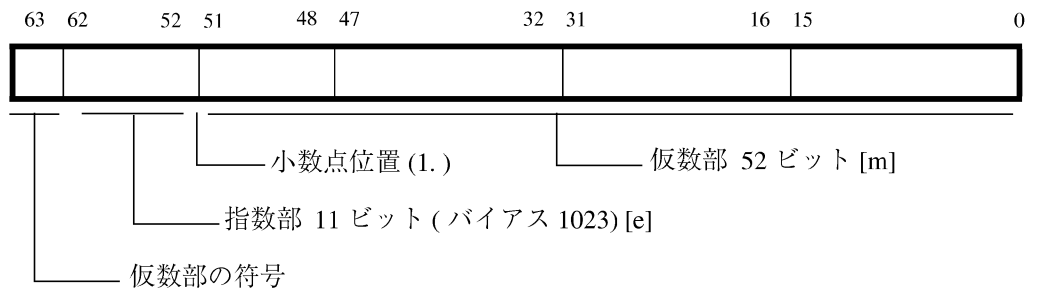 63 62 52 51 48 47 32 31 16 15 0
小数点位置 (1. )
仮数部 52 ビット [m]
指数部 11 ビット ( バイアス 1023) [e]
仮数部の符号